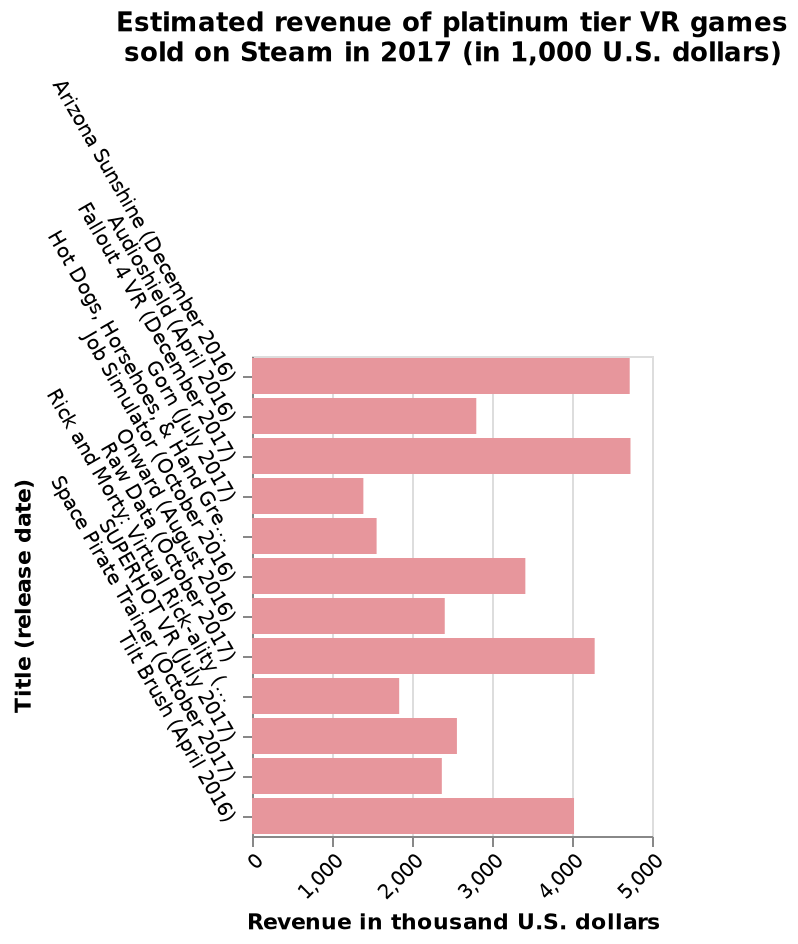 Estimated revenue of platinum tier VR games
sold on Steam in 2017 (in 1,000 U.S. dollars)
Title (release date)
Arizona Sunshine (December 2016)
Audioshield (April 2016)
Fallout 4 VR (December 2017)
Gorn (July 2017)
Hot Dogs, Horsehoes, & Hand Gre...
Job Simulator (October 2016)
Onward (August 2016)
Raw Data (October 2017)
Rick and Morty: Virtual Rick-ality (...
SUPERHOT VR (July 2017)
Space Pirate Trainer (October 2017)
Tilt Brush (April 2016)
0
1,000
2,000
3,000
4,000
5,000
Revenue in thousand U.S. dollars